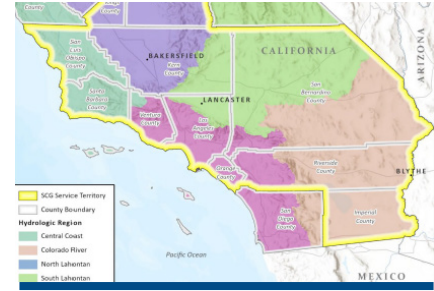 County
San
Luis
Obispo
County
BAKERSFIELD
Kern
County
CALIFORNIA
ARIZONA
Santa
Barbara
County
LANCASTER
San
Bernardino
County
Ventura
County
Los
Angeles
County
Orange
County
Riverside
County
BLYTHE
San
Diego
County
Imperial
County
SCG Service Territory
County Boundary
Hydrologic Region
Central Coast
Colorado River
North Lahontan
South Lahontan
Pacific Ocean
MEXICO